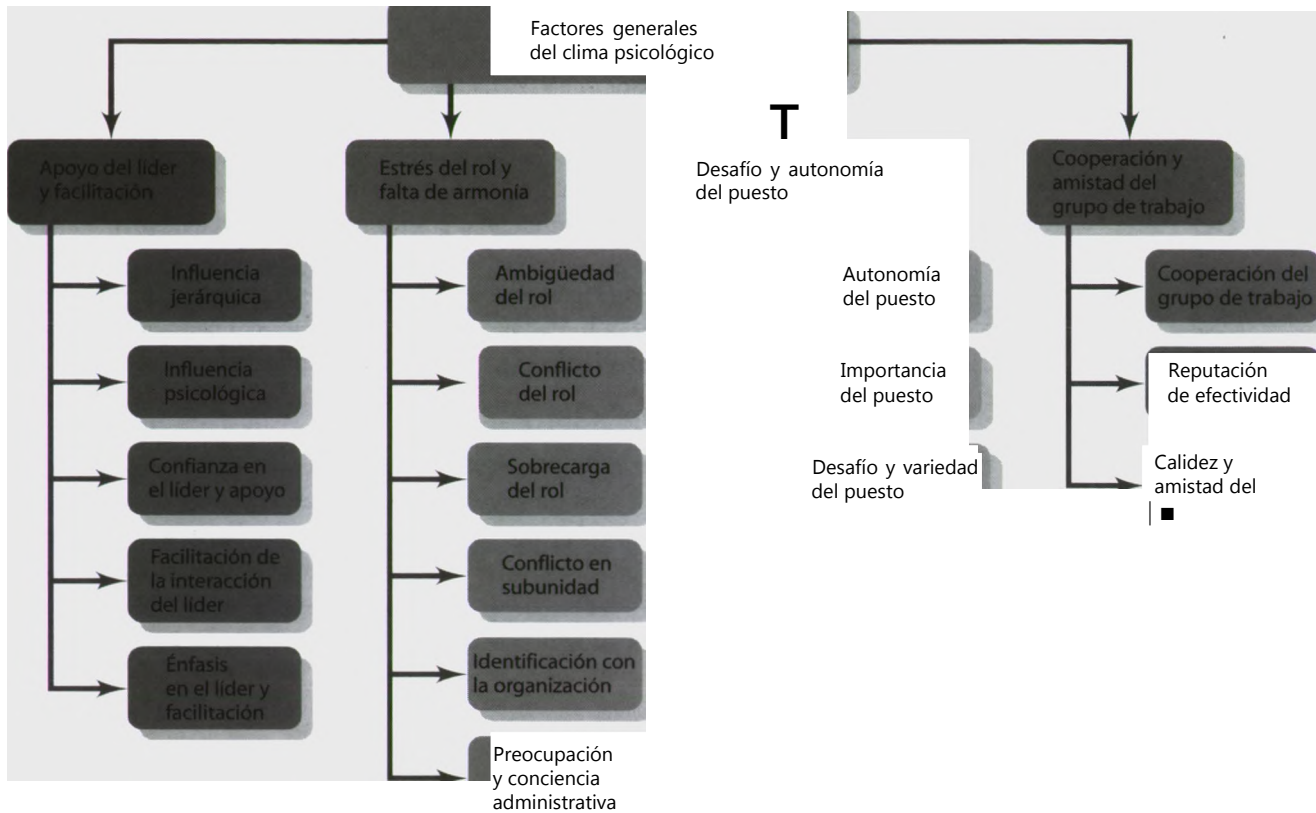 Factores generales
del clima psicológico
T
Apoyo del líder
y facilitación
Influencia
jerárquica
Influencia
psicológica
Confianza en
el líder y apoyo
Facilitación de
la interacción
del líder
Énfasis
en el líder y
facilitación
Estrés del rol y
falta de armonía
Ambigüedad
del rol
Conflicto
del rol
Sobrecarga
del rol
Conflicto en
subunidad
Identificación con
la organización
Preocupación
y conciencia
administrativa
Desafío y autonomía
del puesto
Autonomía
del puesto
Importancia
del puesto
Desafío y variedad
del puesto
Cooperación y
amistad del
grupo de trabajo
Cooperación del
grupo de trabajo
Reputación
de efectividad
Calidez y
amistad del